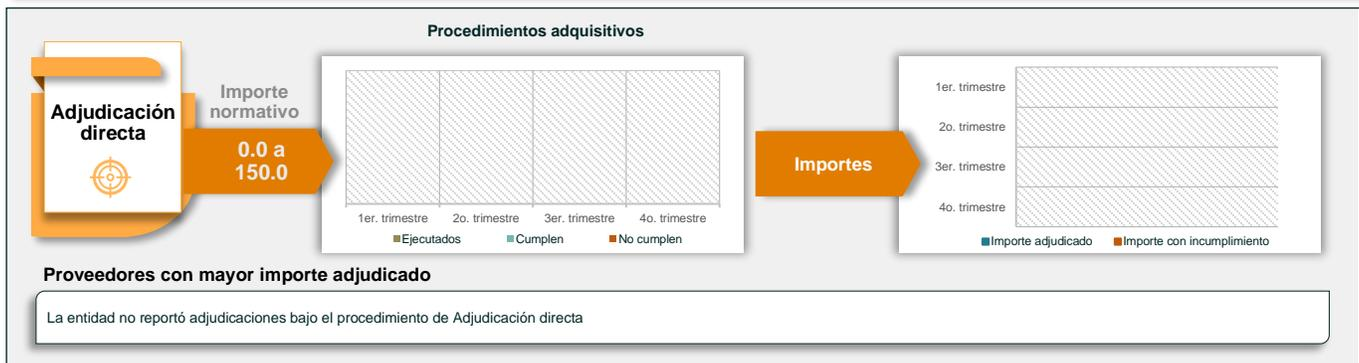 Procedimientos adquisitivos
Adjudicación
directa
Importe
normativo
0.0 a
150.0
1er. trimestre
2o. trimestre
3er. trimestre
4o. trimestre
Ejecutados
Cumplen
No cumplen
Importes
1er. trimestre
2o. trimestre
3er. trimestre
4o. trimestre
Importe adjudicado
Importe con incumplimiento
Proveedores con mayor importe adjudicado
La entidad no reportó adjudicaciones bajo el procedimiento de Adjudicación directa